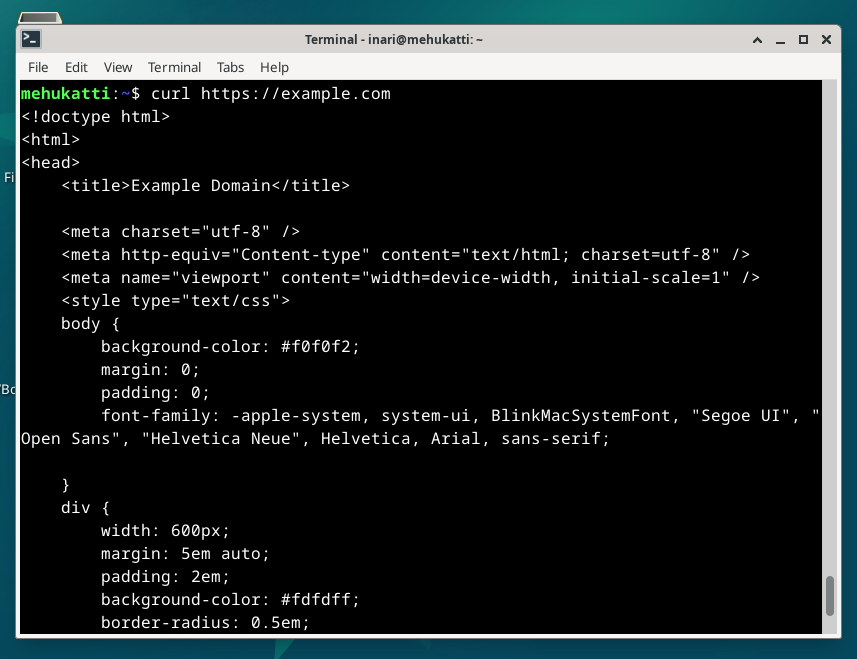 Terminal - inari@mehukatti: ~
File Edit View Terminal Tabs Help
mehukatti:~$ curl https://example.com
<!doctype html>
<html>
<head>
    <title>Example Domain</title>

    <meta charset="utf-8" />
    <meta http-equiv="Content-type" content="text/html; charset=utf-8" />
    <meta name="viewport" content="width=device-width, initial-scale=1" />
    <style type="text/css">
    body {
        background-color: #f0f0f2;
        margin: 0;
        padding: 0;
        font-family: -apple-system, system-ui, BlinkMacSystemFont, "Segoe UI", "
Open Sans", "Helvetica Neue", Helvetica, Arial, sans-serif;

    }
    div {
        width: 600px;
        margin: 5em auto;
        padding: 2em;
        background-color: #fdfdff;
        border-radius: 0.5em;